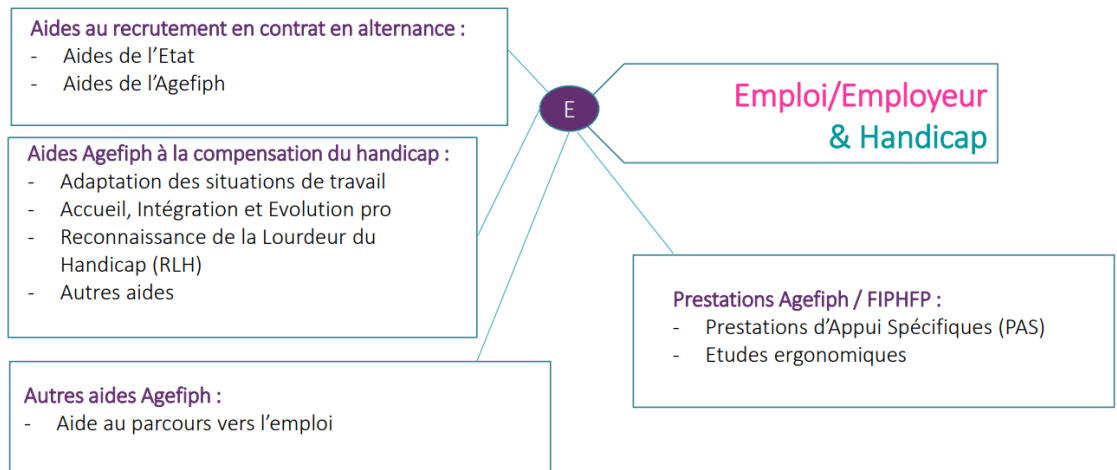 Aides au recrutement en contrat en alternance :
- Aides de l'Etat
- Aides de l'Agefiph
E
Emploi/Employeur
& Handicap
Aides Agefiph à la compensation du handicap :
- Adaptation des situations de travail
- Accueil, Intégration et Evolution pro
- Reconnaissance de la Lourdeur du
Handicap (RLH)
- Autres aides
Prestations Agefiph / FIPHFP :
- Prestations d'Appui Spécifiques (PAS)
- Etudes ergonomiques
Autres aides Agefiph :
- Aide au parcours vers l'emploi